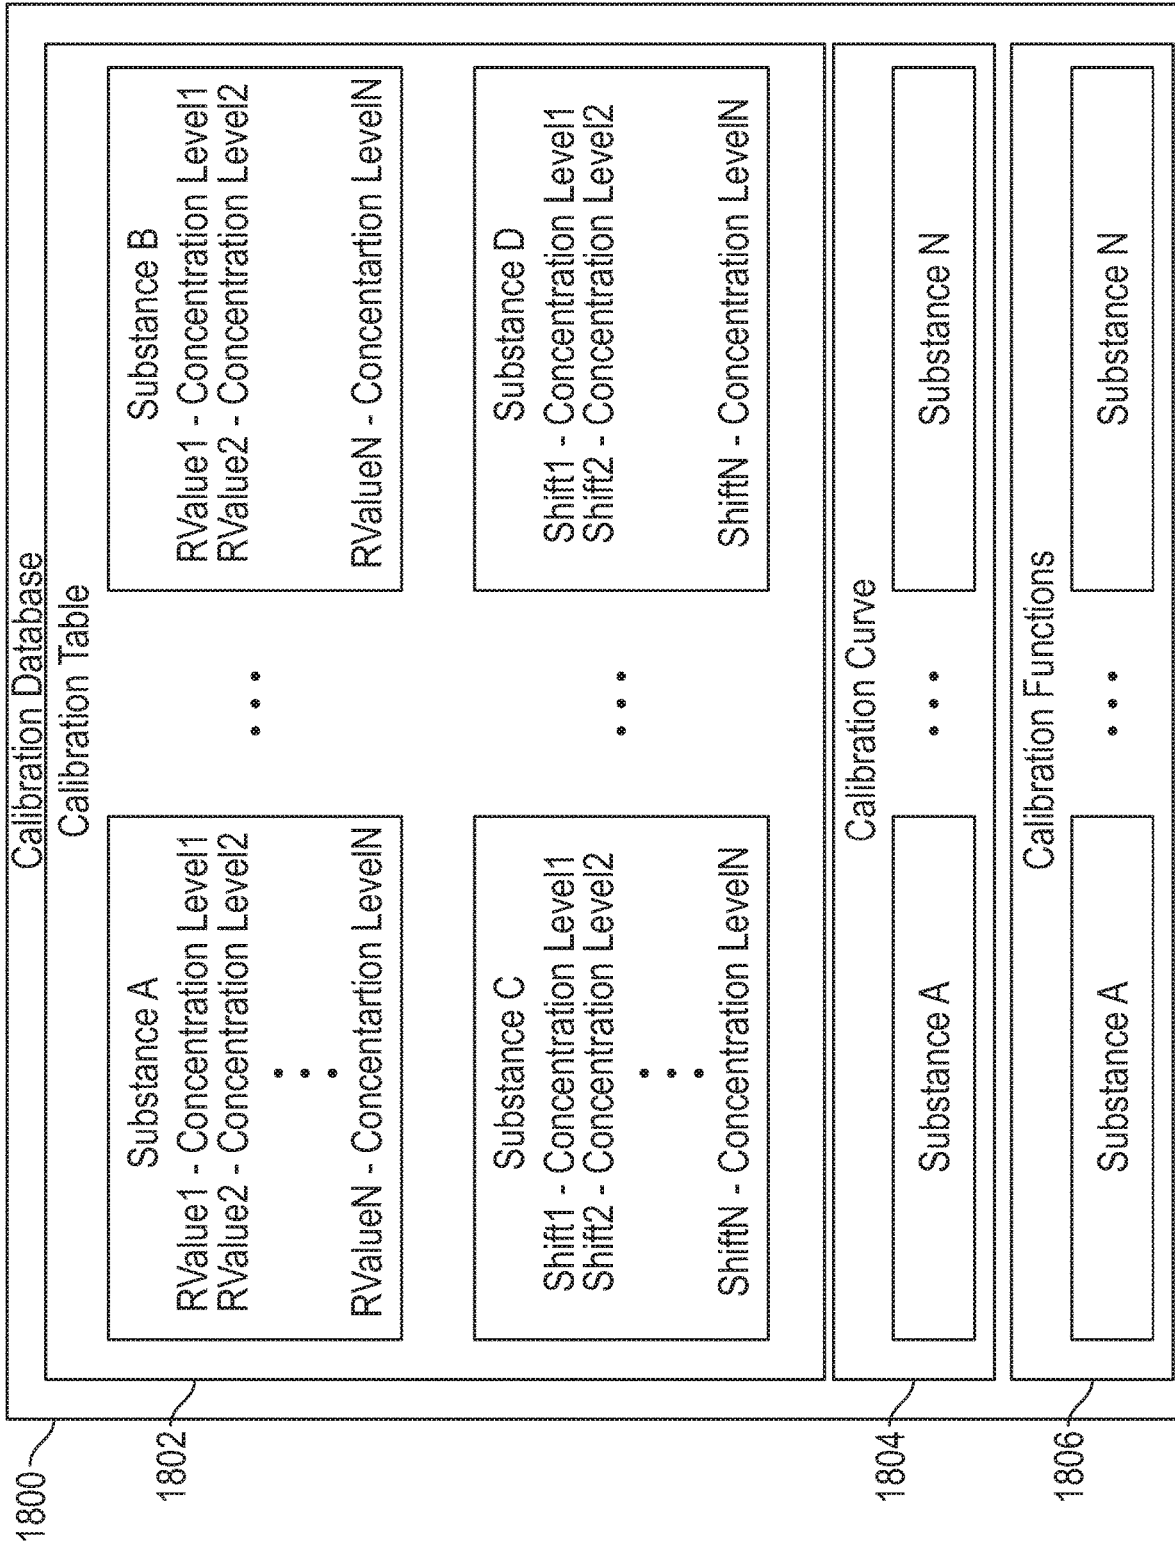 Calibration Database
1800
Calibration Table
1802
Substance A
RValue1 - Concentration Level1
RValue2 - Concentration Level2
• • •
RValueN - Concentartion LevelN
• • •
Substance B
RValue1 - Concentration Level1
RValue2 - Concentration Level2
RValueN - Concentartion LevelN
Substance C
Shift1 - Concentration Level1
Shift2 - Concentration Level2
• • •
ShiftN - Concentration LevelN
• • •
Substance D
Shift1 - Concentration Level1
Shift2 - Concentration Level2
ShiftN - Concentration LevelN
Calibration Curve
1804
Substance A
• • •
Substance N
Calibration Functions
1806
Substance A
• • •
Substance N